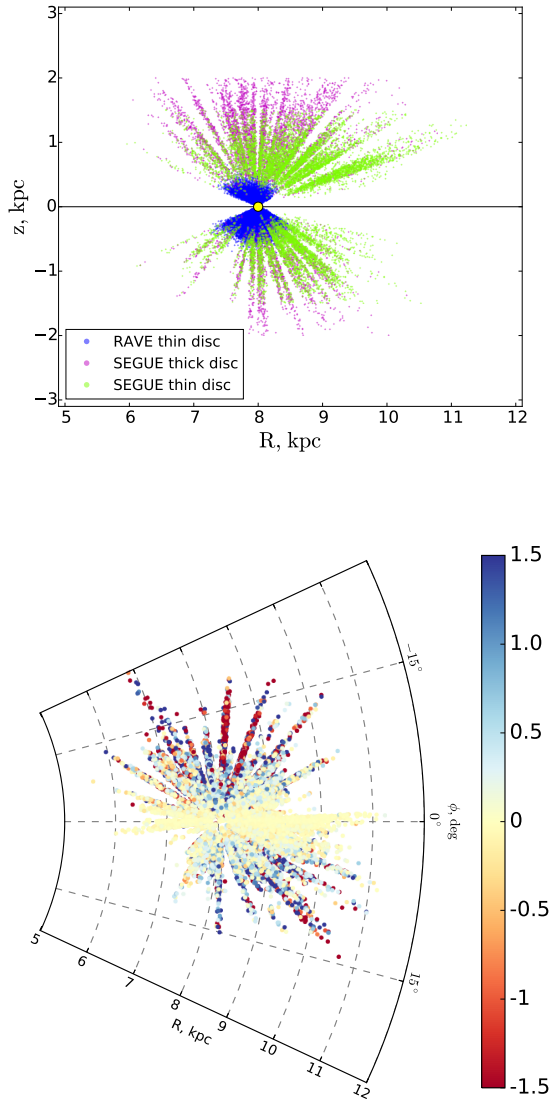 3
2
1
0
−1
−2
−3
z, kpc
RAVE thin disc
SEGUE thick disc
SEGUE thin disc
5 6 7 8 9 10 11 12
R, kpc
1.5
1.0
0.5
0
-0.5
-1
-1.5
−15°
0°
15°
ϕ, deg
5 6 7 8 9 10 11 12
R, kpc